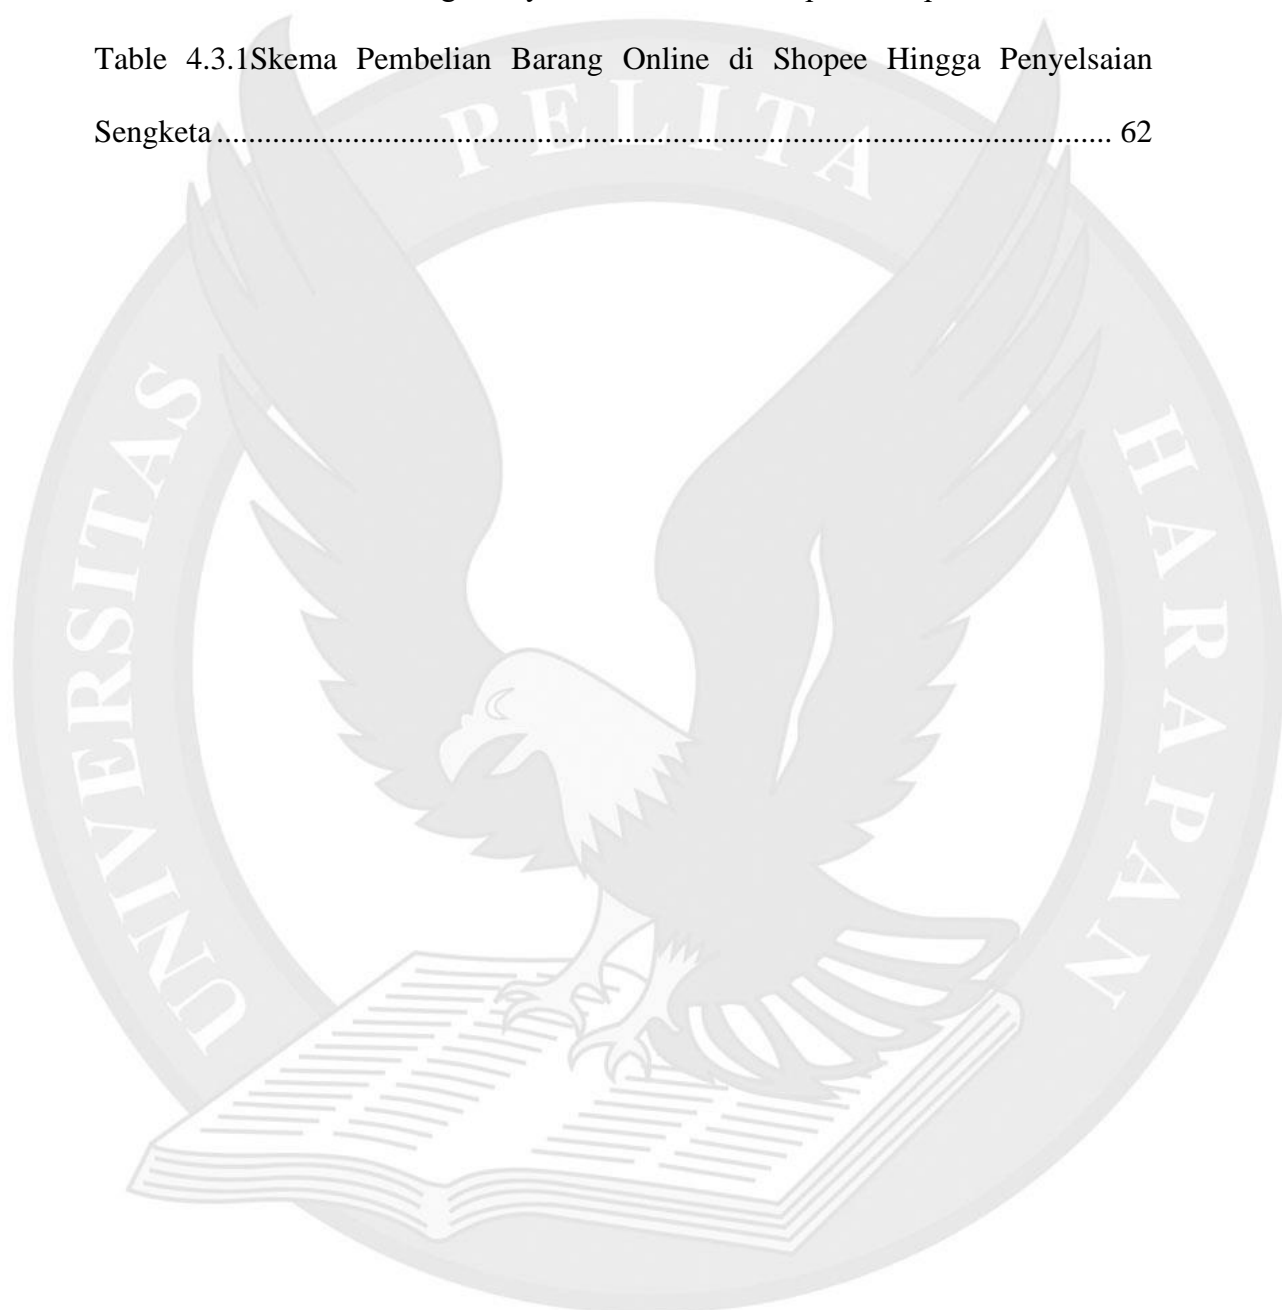 Table 4.3.1Skema Pembelian Barang Online di Shopee Hingga Penyelsaian
Sengketa................................................................................................................ 62
UNIVERSITAS PELITA HARAPAN